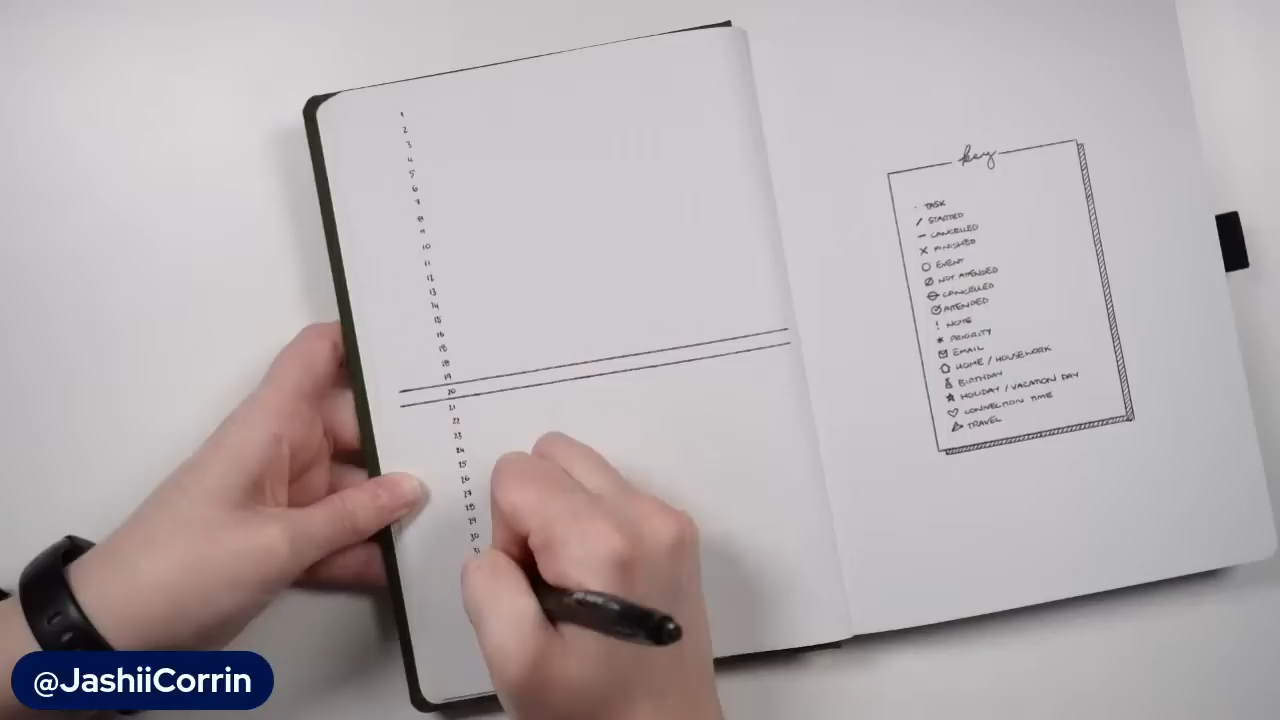 1
2
3
4
5
6
7
8
9
10
11
12
13
14
15
16
17
18
19
20
21
22
23
24
25
26
27
28
29
30
31
key
· TASK
/ STARTED
– CANCELLED
× FINISHED
○ EVENT
NOT ATTENDED
CANCELLED
ATTENDED
! NOTE
* PRIORITY
EMAIL
HOME / HOUSEWORK
BIRTHDAY
★ HOLIDAY / VACATION DAY
♡ CONNECTION TIME
TRAVEL
@JashiiCorrin